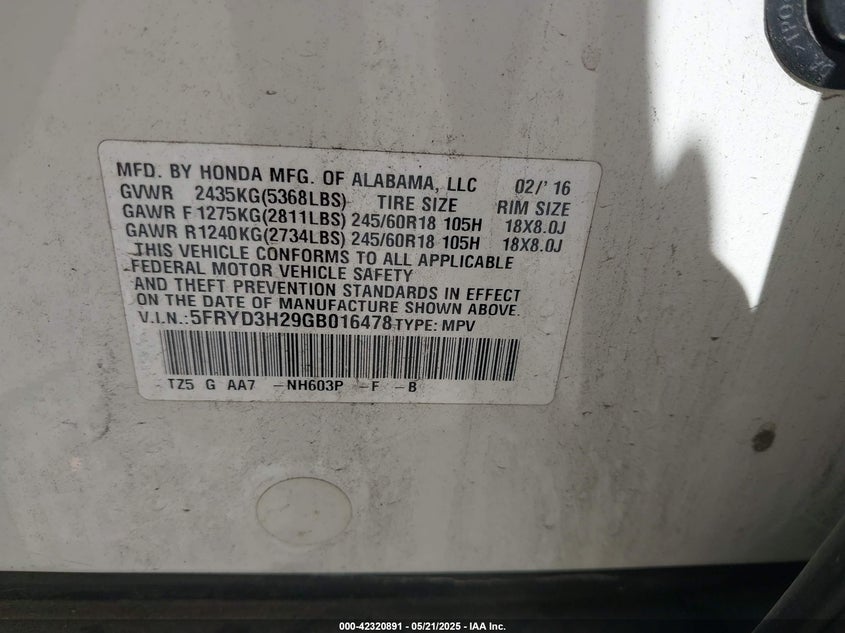 MFD. BY HONDA MFG. OF ALABAMA, LLC 02/' 16
GVWR 2435KG(5368LBS) TIRE SIZE RIM SIZE
GAWR F 1275KG(2811LBS) 245/60R18 105H 18X8.0J
GAWR R1240KG(2734LBS) 245/60R18 105H 18X8.0J
THIS VEHICLE CONFORMS TO ALL APPLICABLE
FEDERAL MOTOR VEHICLE SAFETY
AND THEFT PREVENTION STANDARDS IN EFFECT
ON THE DATE OF MANUFACTURE SHOWN ABOVE.
V.I.N.:5FRYD3H29GB016478 TYPE: MPV
TZ5 G AA7 -NH603P -F -B
000-42320891 - 05/21/2025 - IAA Inc.